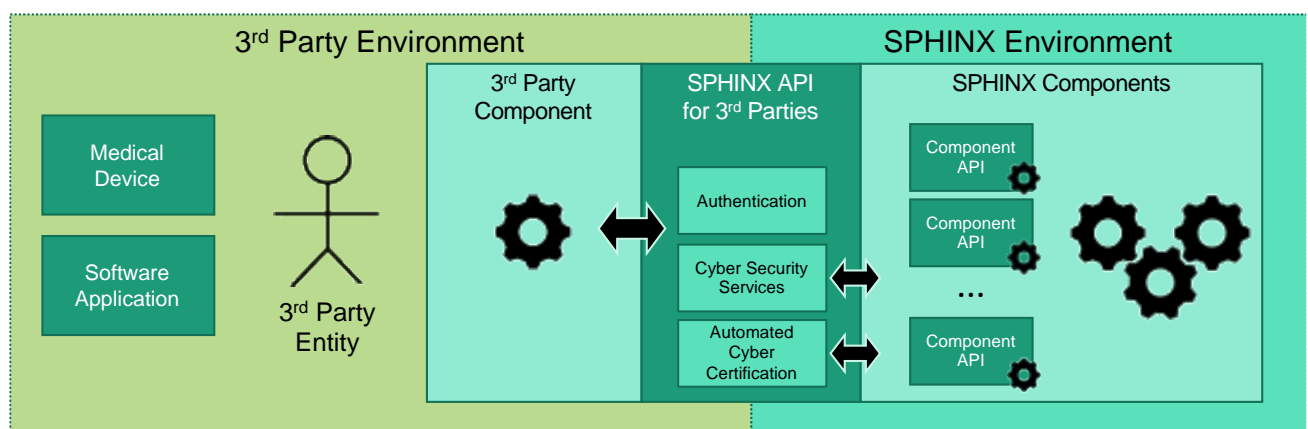 3rd Party Environment
SPHINX Environment
Medical
Device
Software
Application
3rd Party
Entity
3rd Party
Component
SPHINX API
for 3rd Parties
Authentication
Cyber Security
Services
Automated
Cyber
Certification
SPHINX Components
Component
API
Component
API
...
Component
API